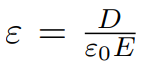 ε = D / ε₀E